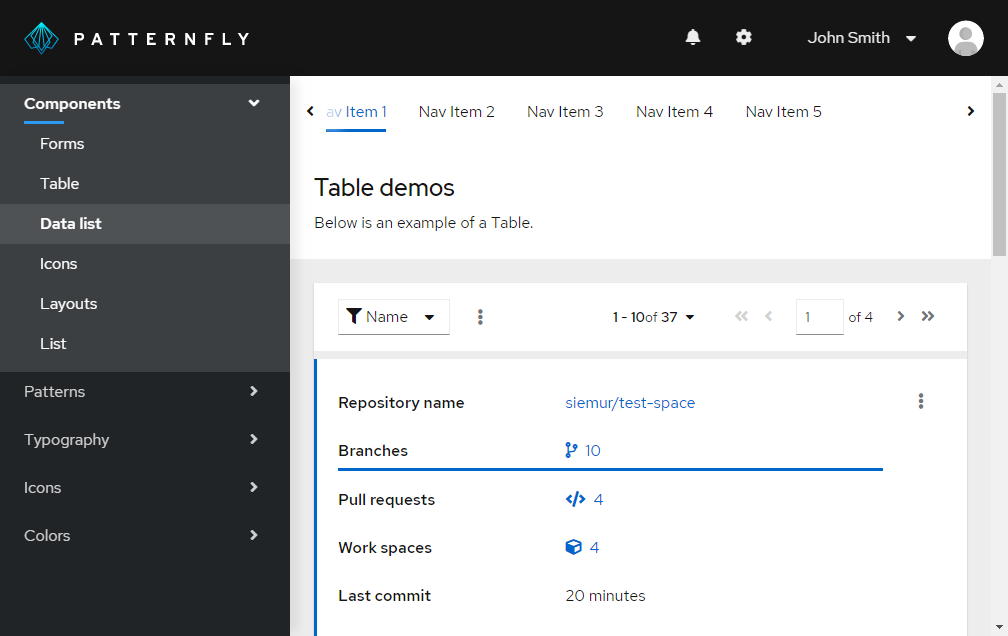 PATTERNFLY
John Smith
Components
Forms
Table
Data list
Icons
Layouts
List
Patterns
Typography
Icons
Colors
av Item 1 Nav Item 2 Nav Item 3 Nav Item 4 Nav Item 5
Table demos
Below is an example of a Table.
Name 1 - 10of 37 1 of 4
Repository name siemur/test-space
Branches 10
Pull requests 4
Work spaces 4
Last commit 20 minutes